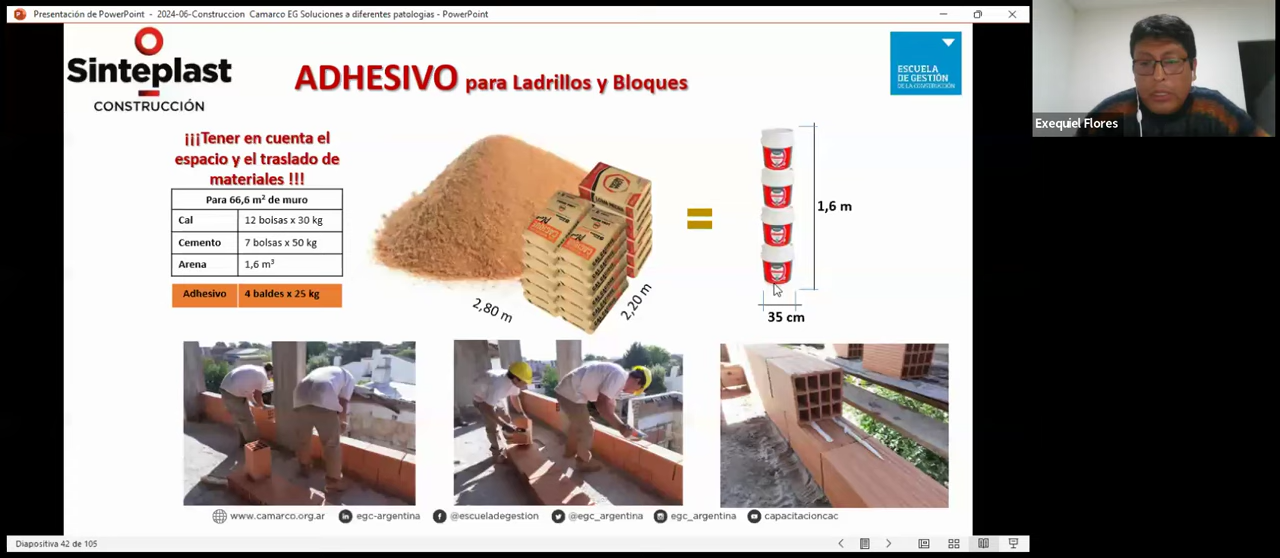 Presentación de PowerPoint - 2024-06-Construccion Camarco EG Soluciones a diferentes patologias - PowerPoint
Sinteplast
CONSTRUCCIÓN
ADHESIVO para Ladrillos y Bloques
ESCUELA
DE GESTIÓN
DE LA CONSTRUCCIÓN
Exequiel Flores
¡¡¡Tener en cuenta el
espacio y el traslado de
materiales !!!
Para 66,6 m² de muro
Cal 12 bolsas x 30 kg
Cemento 7 bolsas x 50 kg
Arena 1,6 m³
Adhesivo 4 baldes x 25 kg
2,80 m
2,20 m
=
1,6 m
35 cm
www.camarco.org.ar egc-argentina @escueladegestion @egc_argentina egc_argentina capacitacioncac
Diapositiva 42 de 105